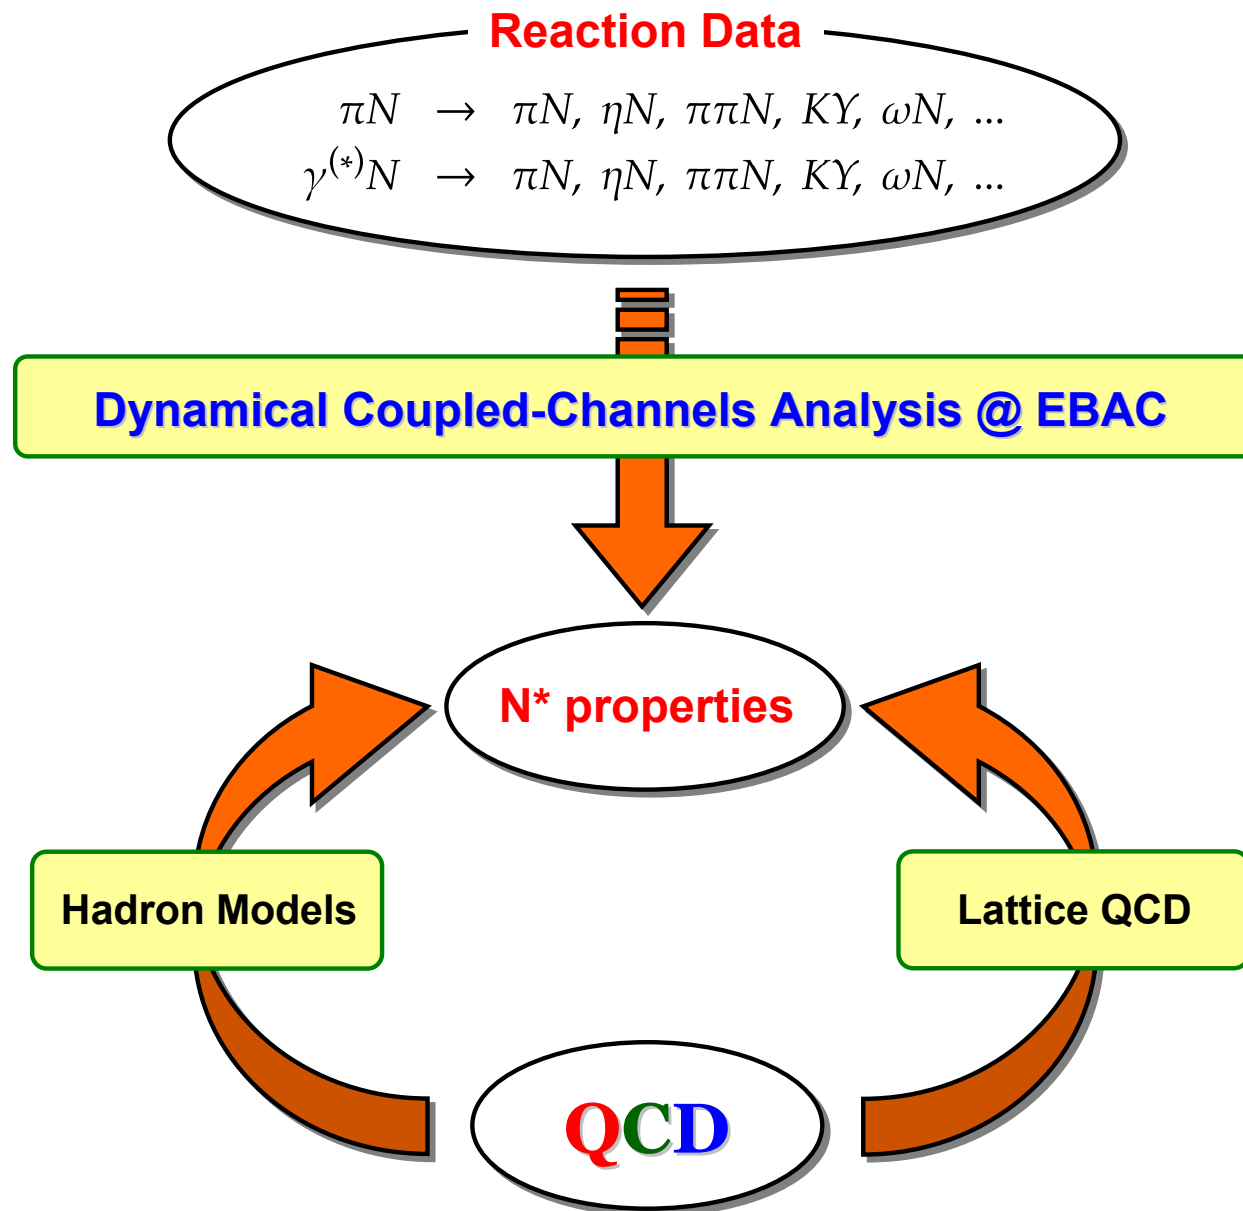 Reaction Data
πN → πN, ηN, ππN, KY, ωN, ...
γ(*)N → πN, ηN, ππN, KY, ωN, ...
Dynamical Coupled-Channels Analysis @ EBAC
N* properties
Hadron Models
Lattice QCD
QCD